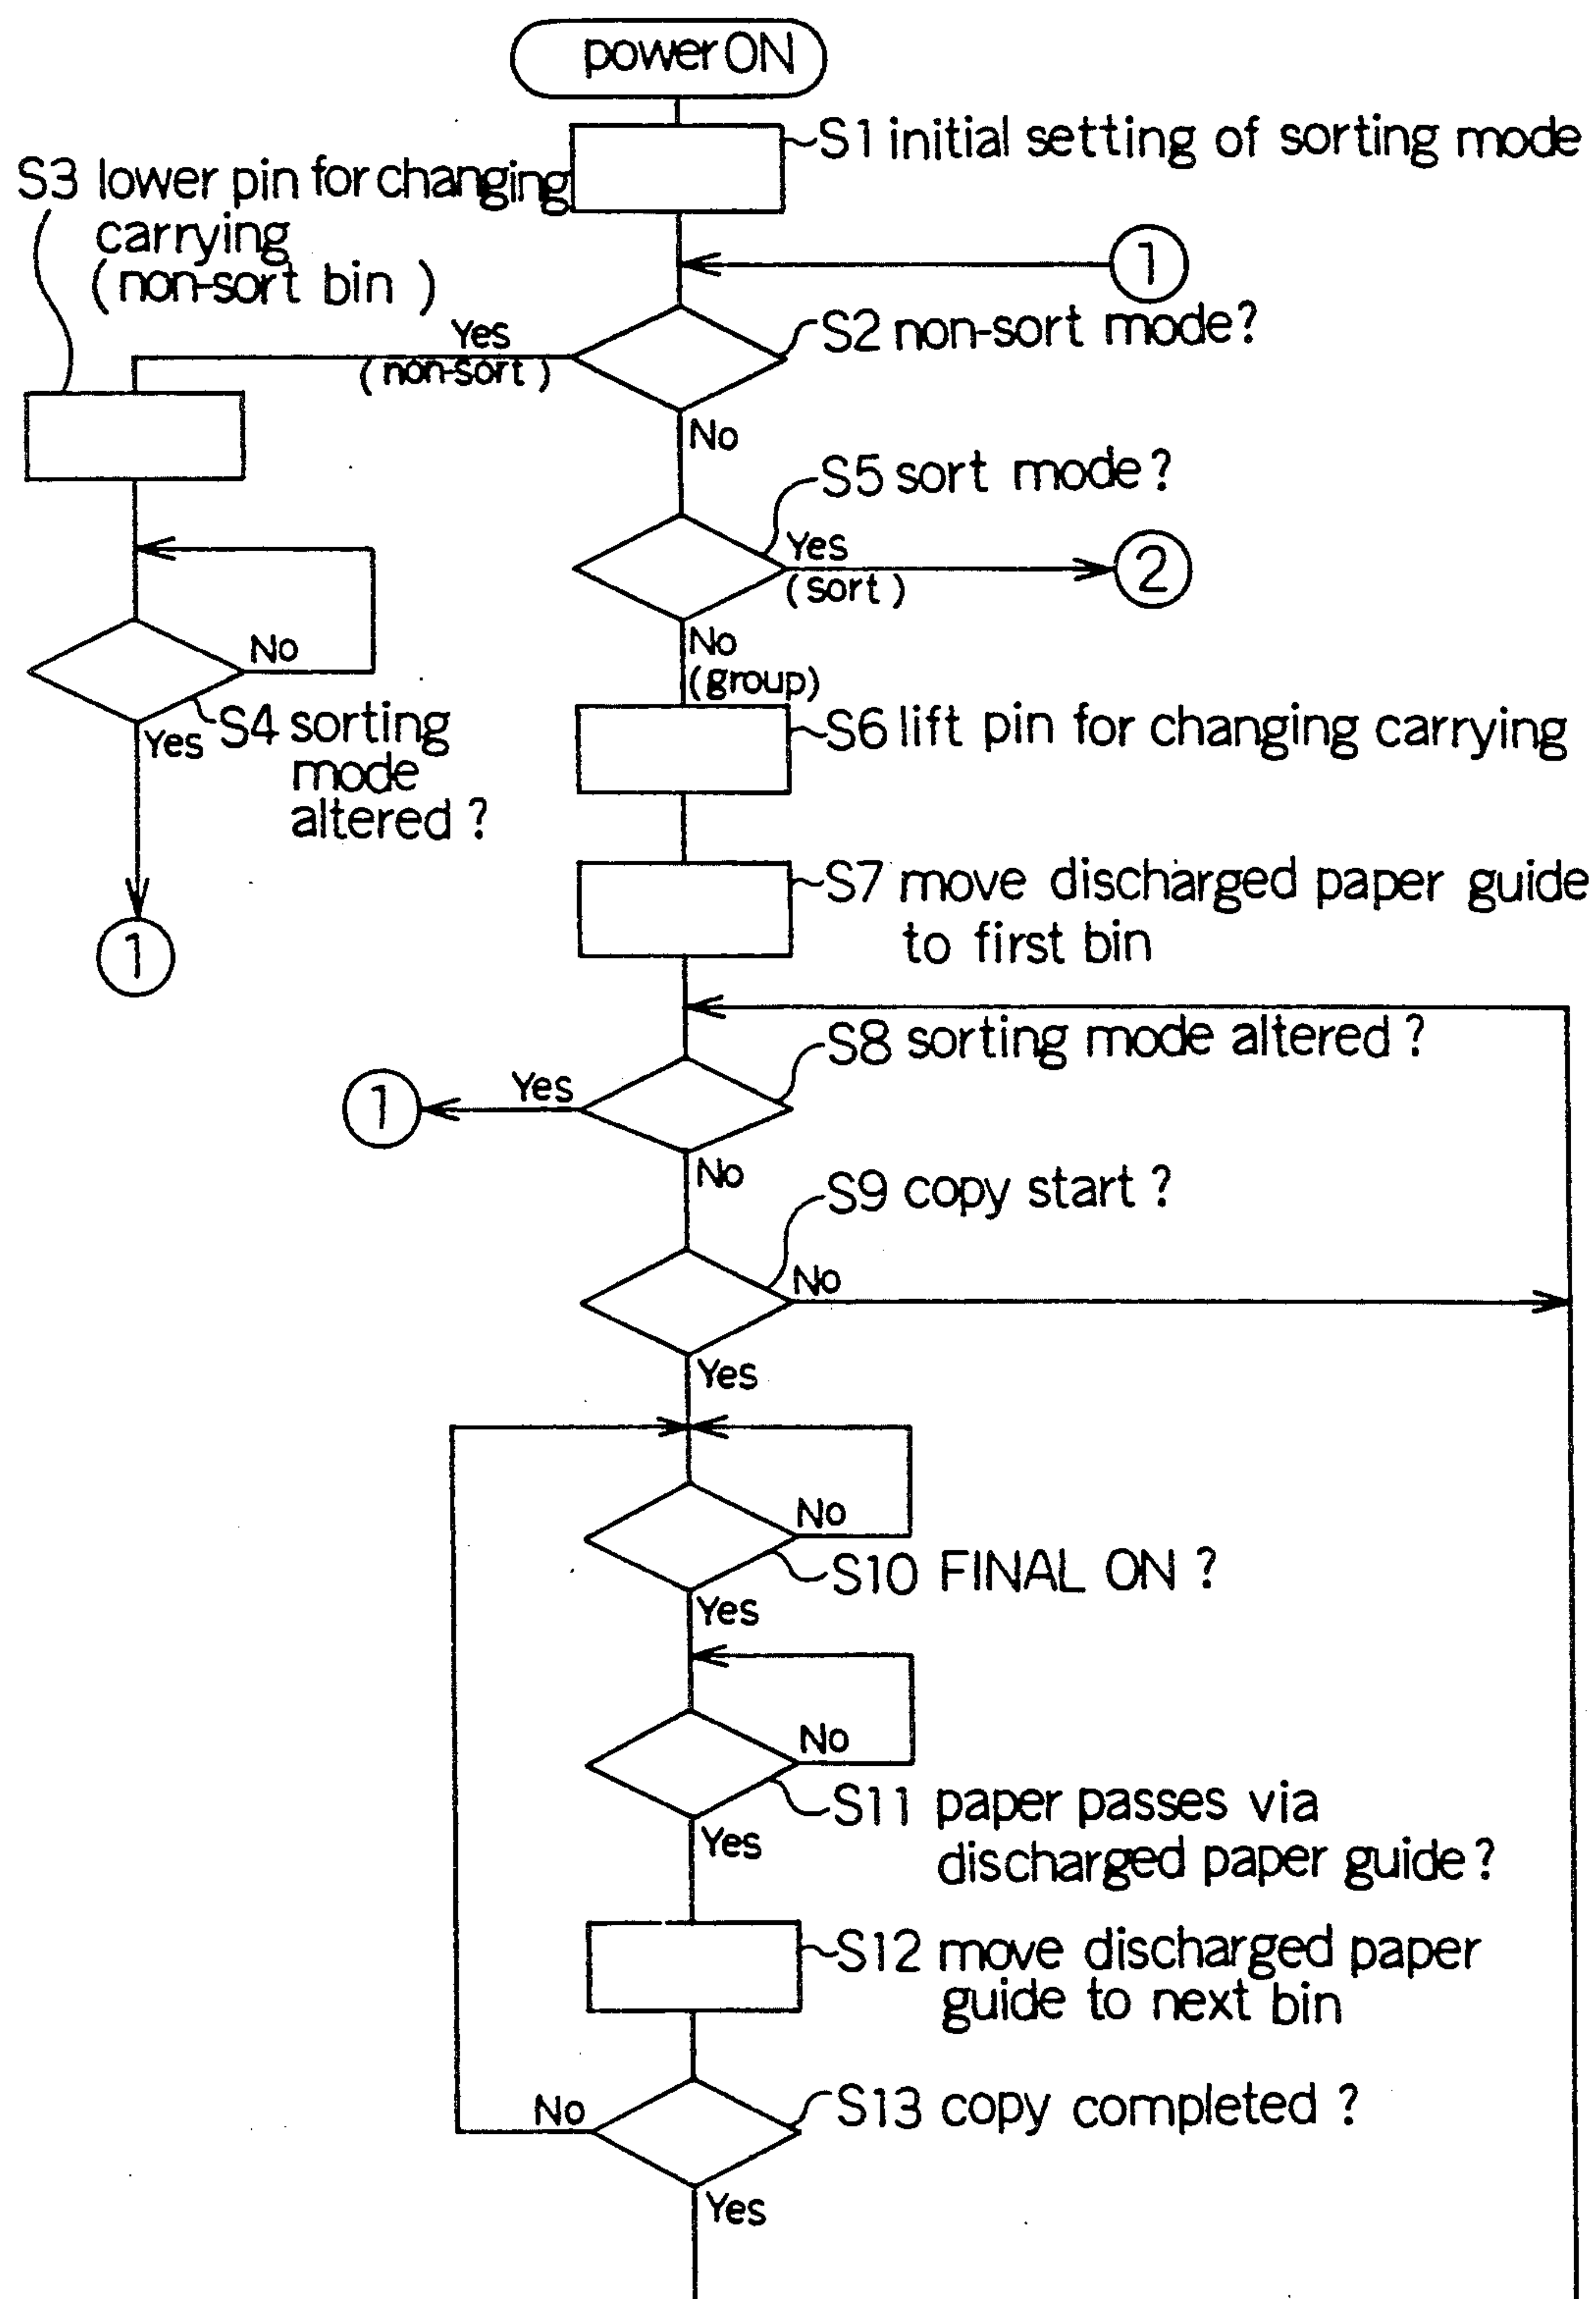 power ON
S1 initial setting of sorting mode
S3 lower pin for changing
carrying
(non-sort bin)
1
S2 non-sort mode?
Yes
(non-sort)
No
S5 sort mode?
Yes
(sort)
2
No
(group)
No
S4 sorting
mode
altered?
Yes
1
S6 lift pin for changing carrying
S7 move discharged paper guide
to first bin
S8 sorting mode altered?
Yes
1
No
S9 copy start?
No
Yes
No
S10 FINAL ON?
Yes
No
S11 paper passes via
discharged paper guide?
Yes
S12 move discharged paper
guide to next bin
S13 copy completed?
No
Yes